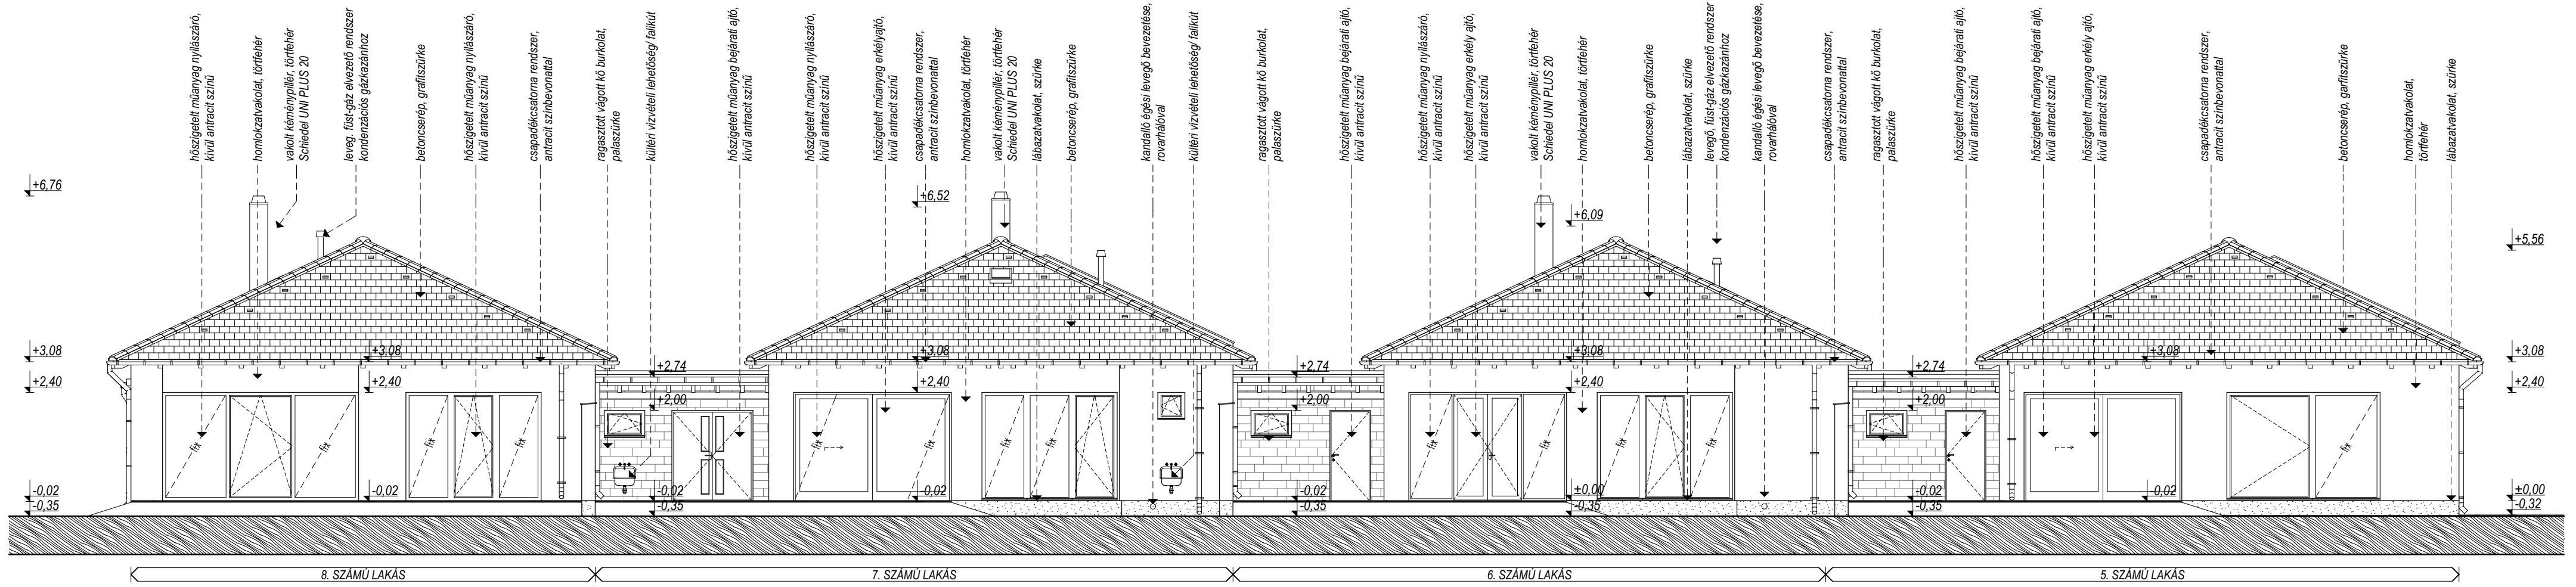 hőszigetelt műanyag nyílászáró,
kívül antracit színű
homlokzatvakolat, törtfehér
vakolt kéménypillér, törtfehér
Schiedel UNI PLUS 20
leveg. füst-gáz elvezető rendszer
kondenzációs gázkazánhoz
betoncserép, grafitszürke
hőszigetelt műanyag nyílászáró,
kívül antracit színű
csapadékcsatorna rendszer,
antracit színbevonattal
ragasztott vágott kő burkolat,
palaszürke
kültéri vízvételi lehetőség/ falikút
hőszigetelt műanyag bejárati ajtó,
kívül antracit színű
hőszigetelt műanyag nyílászáró,
kívül antracit színű
hőszigetelt műanyag erkélyajtó,
kívül antracit színű
csapadékcsatorna rendszer,
antracit színbevonattal
homlokzatvakolat, törtfehér
vakolt kéménypillér, törtfehér
Schiedel UNI PLUS 20
lábazatvakolat, szürke
betoncserép, grafitszürke
kandalló égési levegő bevezetése,
rovarhálóval
kültéri vízvételi lehetőség/ falikút
ragasztott vágott kő burkolat,
palaszürke
hőszigetelt műanyag bejárati ajtó,
kívül antracit színű
hőszigetelt műanyag nyílászáró,
kívül antracit színű
hőszigetelt műanyag erkély ajtó,
kívül antracit színű
vakolt kéménypillér, törtfehér
Schiedel UNI PLUS 20
homlokzatvakolat, törtfehér
betoncserép, grafitszürke
lábazatvakolat, szürke
levegő, füst-gáz elvezető rendszer
kondenzációs gázkazánhoz
kandalló égési levegő bevezetése,
rovarhálóval
csapadékcsatorna rendszer,
antracit színbevonattal
ragasztott vágott kő burkolat,
palaszürke
hőszigetelt műanyag bejárati ajtó,
kívül antracit színű
hőszigetelt műanyag bejárati ajtó,
kívül antracit színű
hőszigetelt műanyag erkély ajtó,
kívül antracit színű
csapadékcsatorna rendszer,
antracit színbevonattal
betoncserép, garfitszürke
homlokzatvakolat,
törtfehér
lábazatvakolat, szürke
+6,76
+6,52
+6,09
+5,56
+3,08
+3,08
+3,08
+3,08
+3,08
+3,08
+2,74
+2,74
+2,74
+2,40
+2,40
+2,40
+2,40
+2,40
+2,00
+2,00
+2,00
fix
fix
fix
fix
fix
fix
fix
fix
fix
fix
fix
fix
fix
fix
-0,02
-0,02
-0,02
-0,02
-0,02
±0,00
-0,02
-0,02
±0,00
-0,35
-0,35
-0,35
-0,35
-0,35
-0,32
8. SZÁMÚ LAKÁS
7. SZÁMÚ LAKÁS
6. SZÁMÚ LAKÁS
5. SZÁMÚ LAKÁS